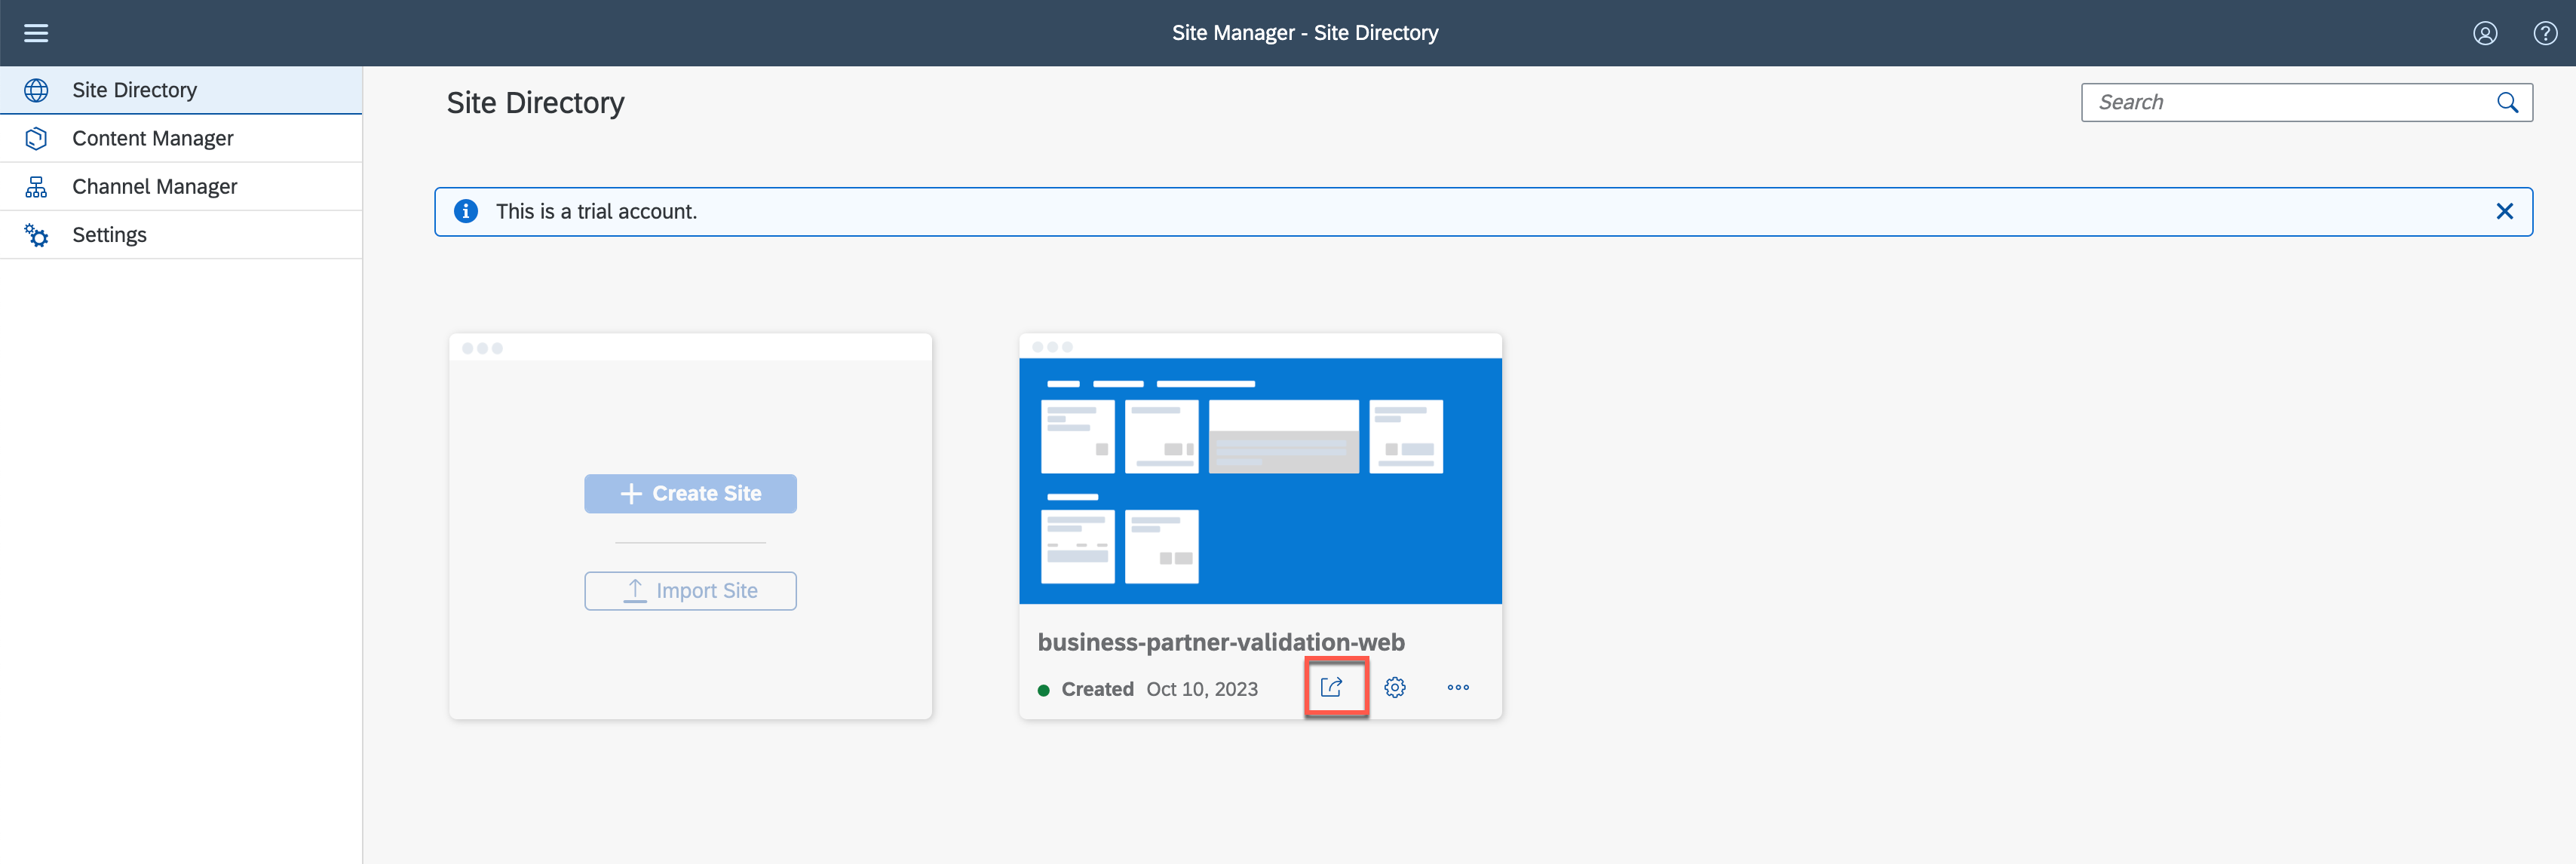 Site Manager - Site Directory
Site Directory
Content Manager
Channel Manager
Settings
Site Directory
Search
This is a trial account.
Create Site
Import Site
business-partner-validation-web
Created Oct 10, 2023